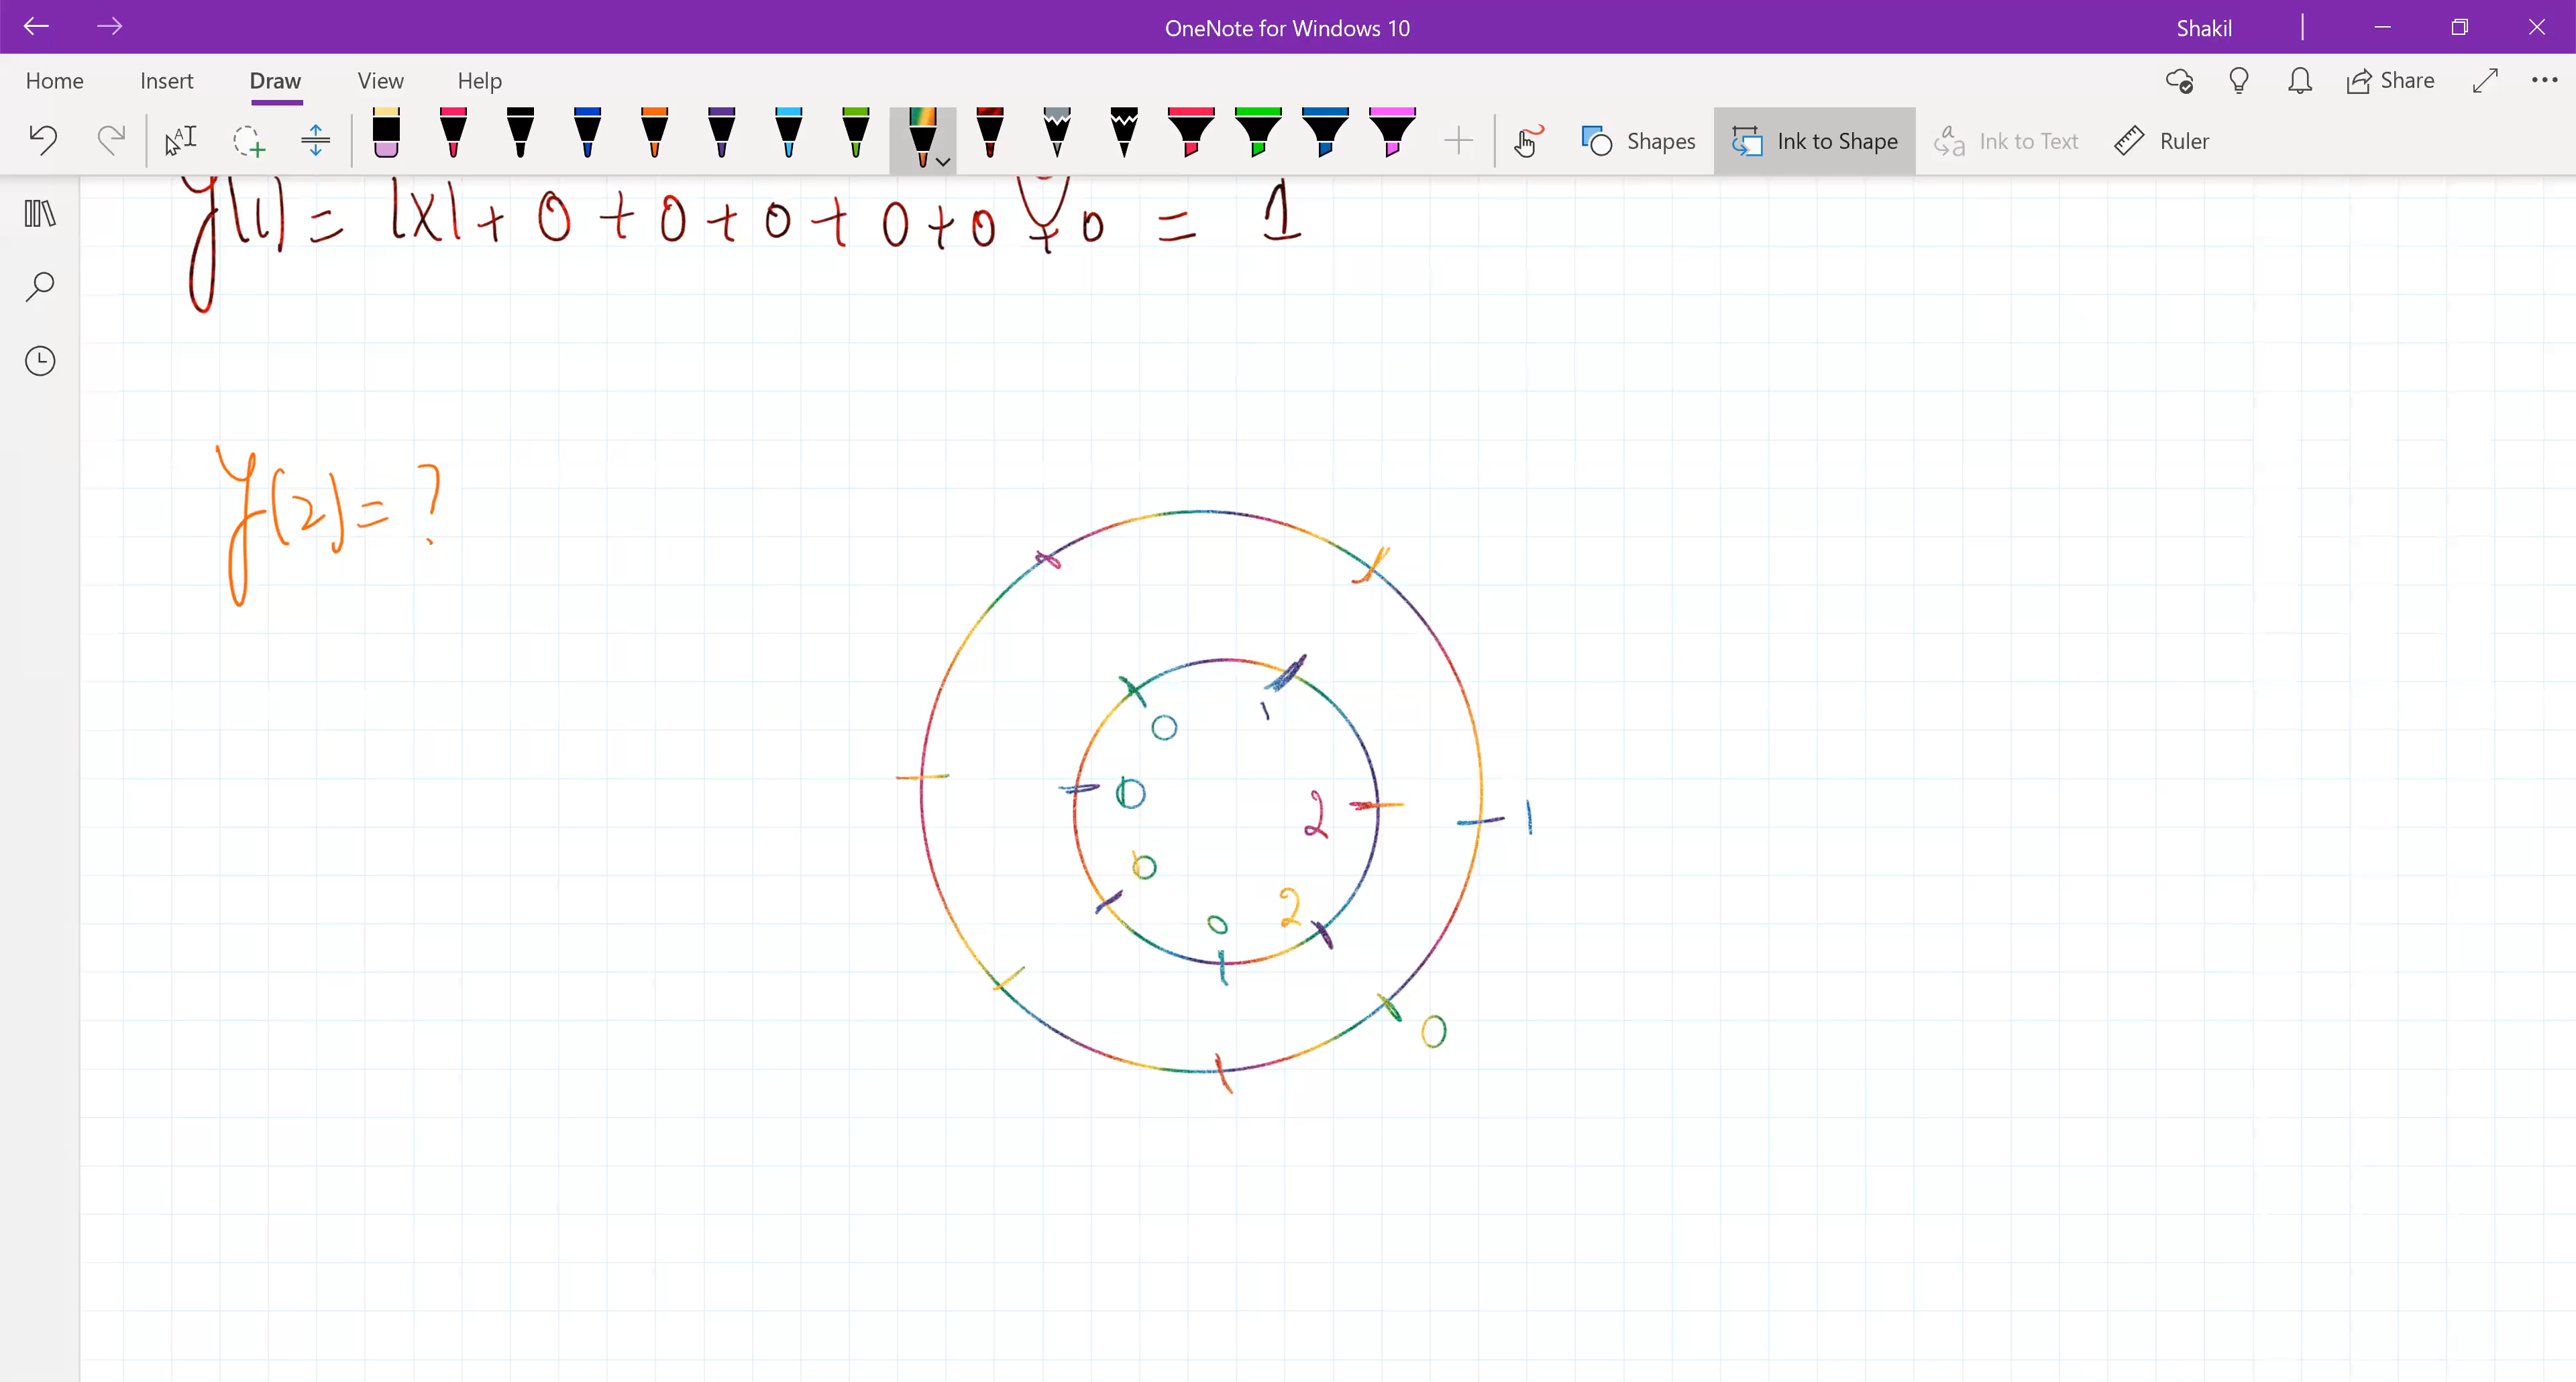 OneNote for Windows 10
Shakil
Home Insert Draw View Help
Share
Shapes Ink to Shape Ink to Text Ruler
y(1) = 1x1 + 0 + 0 + 0 + 0 + 0 + 0 = 1
y(2) = ?
0 1
0 2 1
0 2
0
0